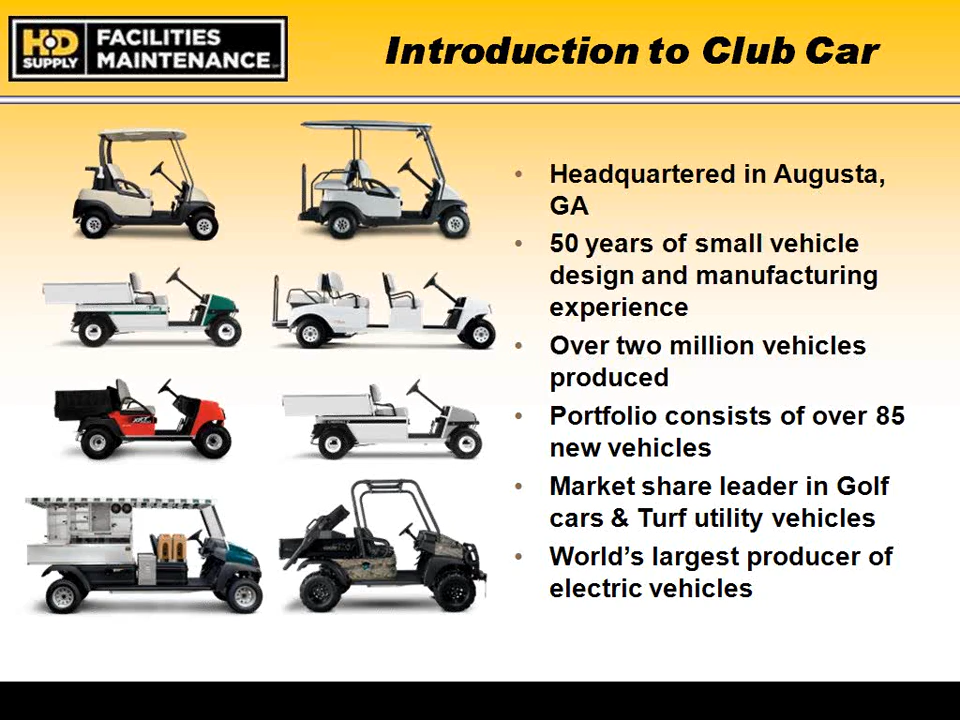 HD
SUPPLY
FACILITIES
MAINTENANCE
Introduction to Club Car
• Headquartered in Augusta,
GA
• 50 years of small vehicle
design and manufacturing
experience
• Over two million vehicles
produced
• Portfolio consists of over 85
new vehicles
• Market share leader in Golf
cars & Turf utility vehicles
• World’s largest producer of
electric vehicles